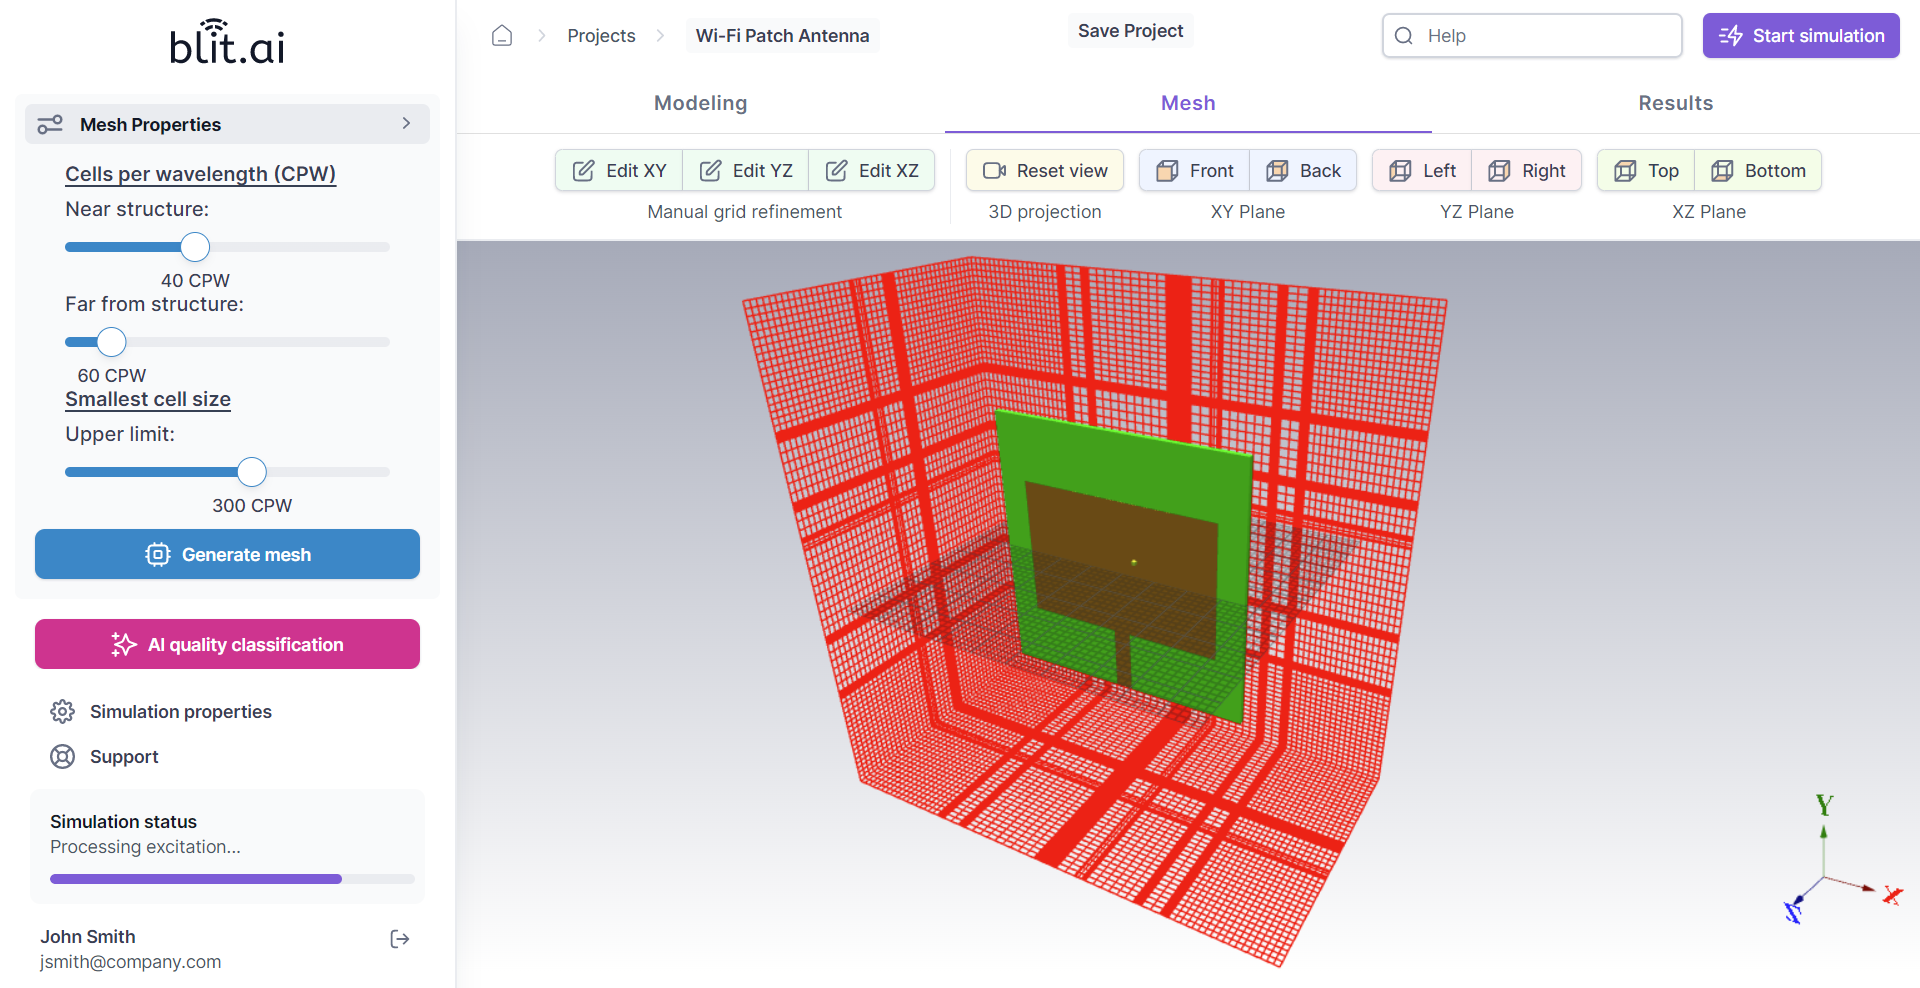 blit.ai
Projects
Wi-Fi Patch Antenna
Save Project
Help
Start simulation
Mesh Properties
Cells per wavelength (CPW)
Near structure:
40 CPW
Far from structure:
60 CPW
Smallest cell size
Upper limit:
300 CPW
Generate mesh
AI quality classification
Simulation properties
Support
Simulation status
Processing excitation...
John Smith
jsmith@company.com
Modeling
Mesh
Results
Edit XY
Edit YZ
Edit XZ
Manual grid refinement
Reset view
3D projection
Front
Back
XY Plane
Left
Right
YZ Plane
Top
Bottom
XZ Plane
Y
X
Z